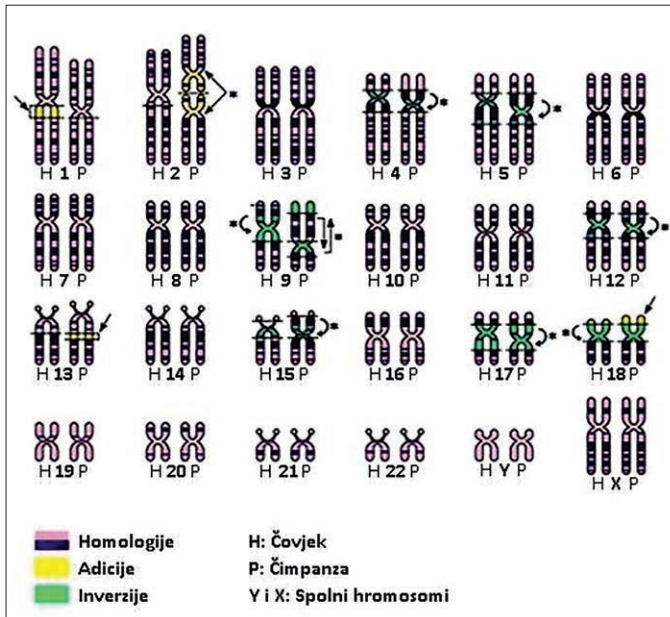 H 1 P H 2 P H 3 P H 4 P H 5 P H 6 P
H 7 P H 8 P H 9 P H 10 P H 11 P H 12 P
H 13 P H 14 P H 15 P H 16 P H 17 P H 18 P
H 19 P H 20 P H 21 P H 22 P H Y P H X P
Homologije H: Čovjek
Adicije P: Čimpanza
Inverzije Y i X: Spolni hromosomi